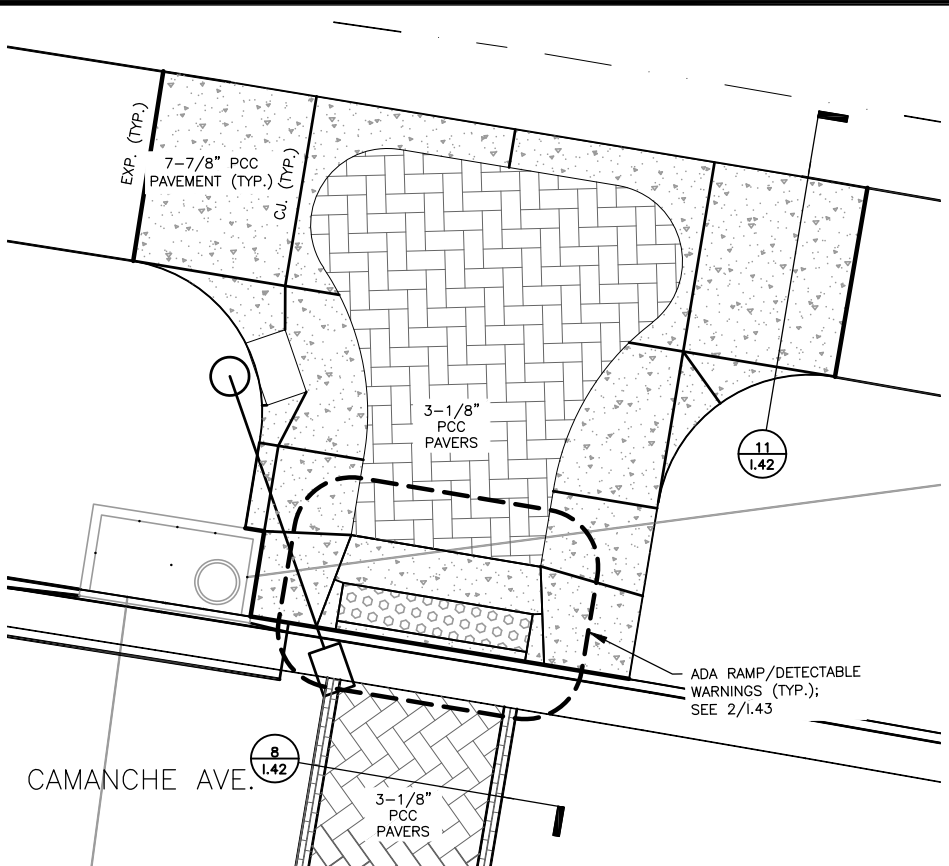 EXP. (TYP.)
7-7/8" PCC
PAVEMENT (TYP.)
CJ. (TYP.)
3-1/8"
PCC
PAVERS
11
I.42
ADA RAMP/DETECTABLE
WARNINGS (TYP.);
SEE 2/I.43
8
I.42
CAMANCHE AVE.
3-1/8"
PCC
PAVERS